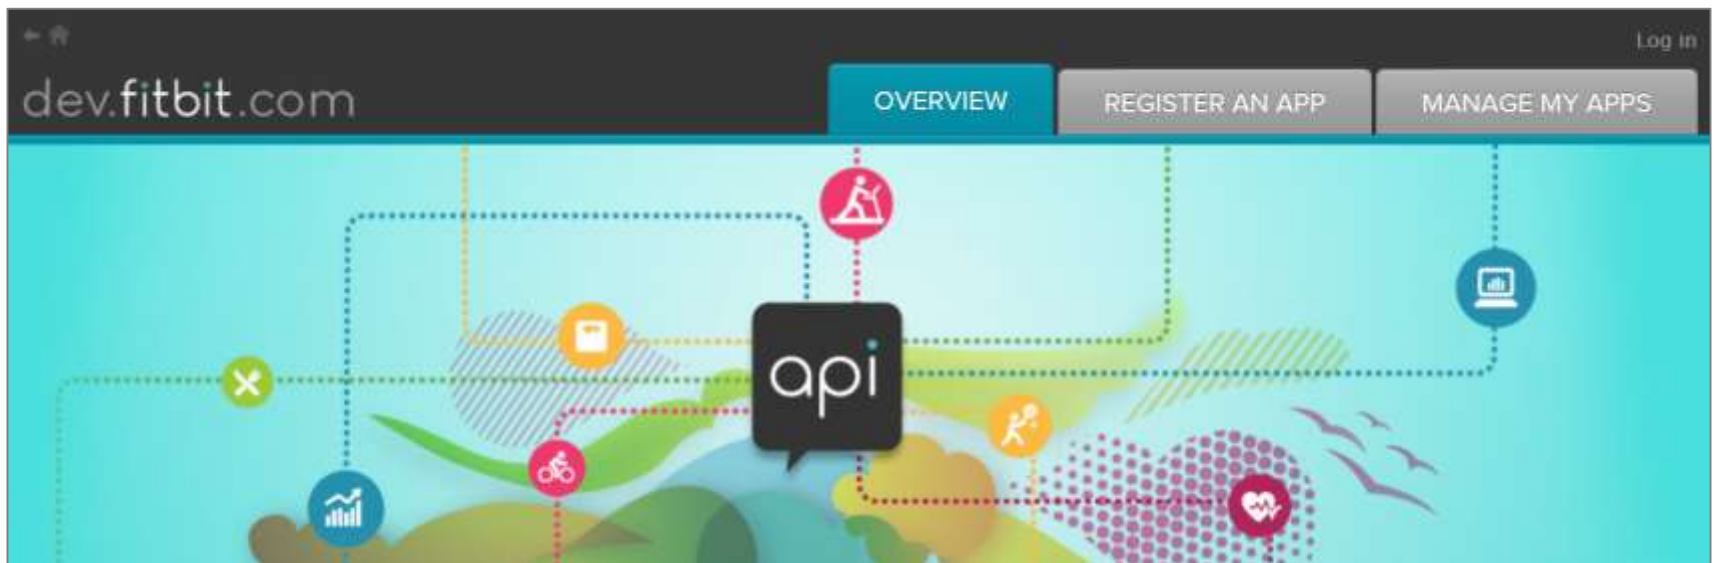 Log in
dev.fitbit.com
OVERVIEW
REGISTER AN APP
MANAGE MY APPS
api